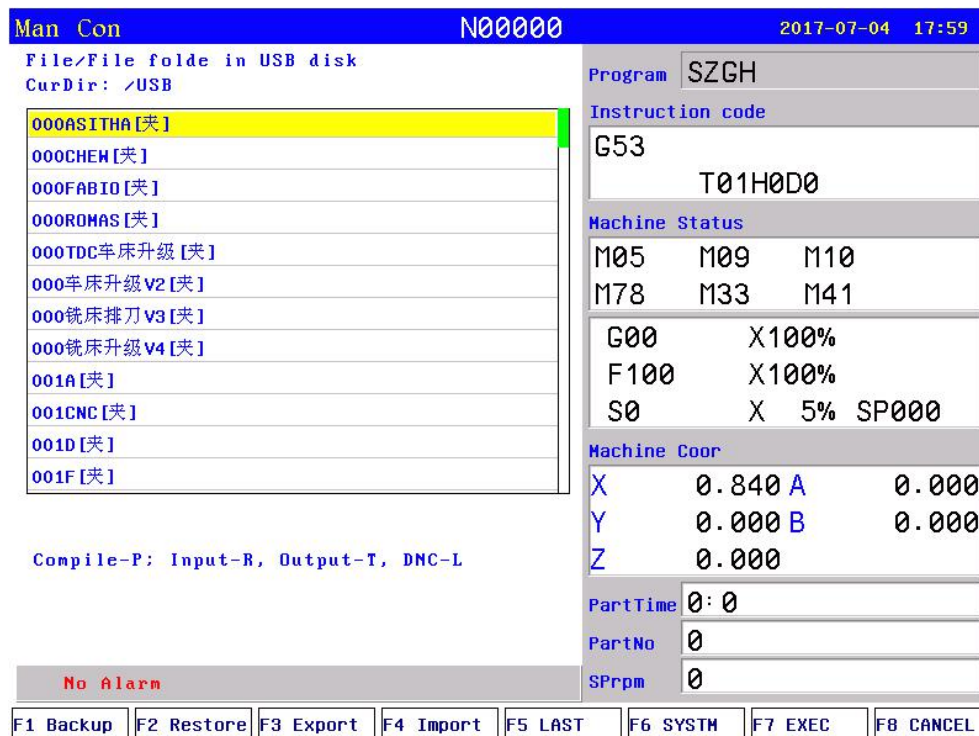 Man Con N00000 2017-07-04 17:59
File/File folde in USB disk
CurDir: /USB
000ASITHA[夹]
000CHEW[夹]
000FABIO[夹]
000ROMAS[夹]
000TDC车床升级[夹]
000车床升级V2[夹]
000铣床排刀V3[夹]
000铣床升级V4[夹]
001A[夹]
001CNC[夹]
001D[夹]
001F[夹]
Compile-P; Input-R, Output-T, DNC-L
No Alarm
Program SZGH
Instruction code
G53
T01H0D0
Machine Status
M05 M09 M10
M78 M33 M41
G00 X100%
F100 X100%
S0 X 5% SP000
Machine Coor
X 0.840 A 0.000
Y 0.000 B 0.000
Z 0.000
PartTime 0:0
PartNo 0
SPrpm 0
F1 Backup F2 Restore F3 Export F4 Import F5 LAST F6 SYSTM F7 EXEC F8 CANCEL